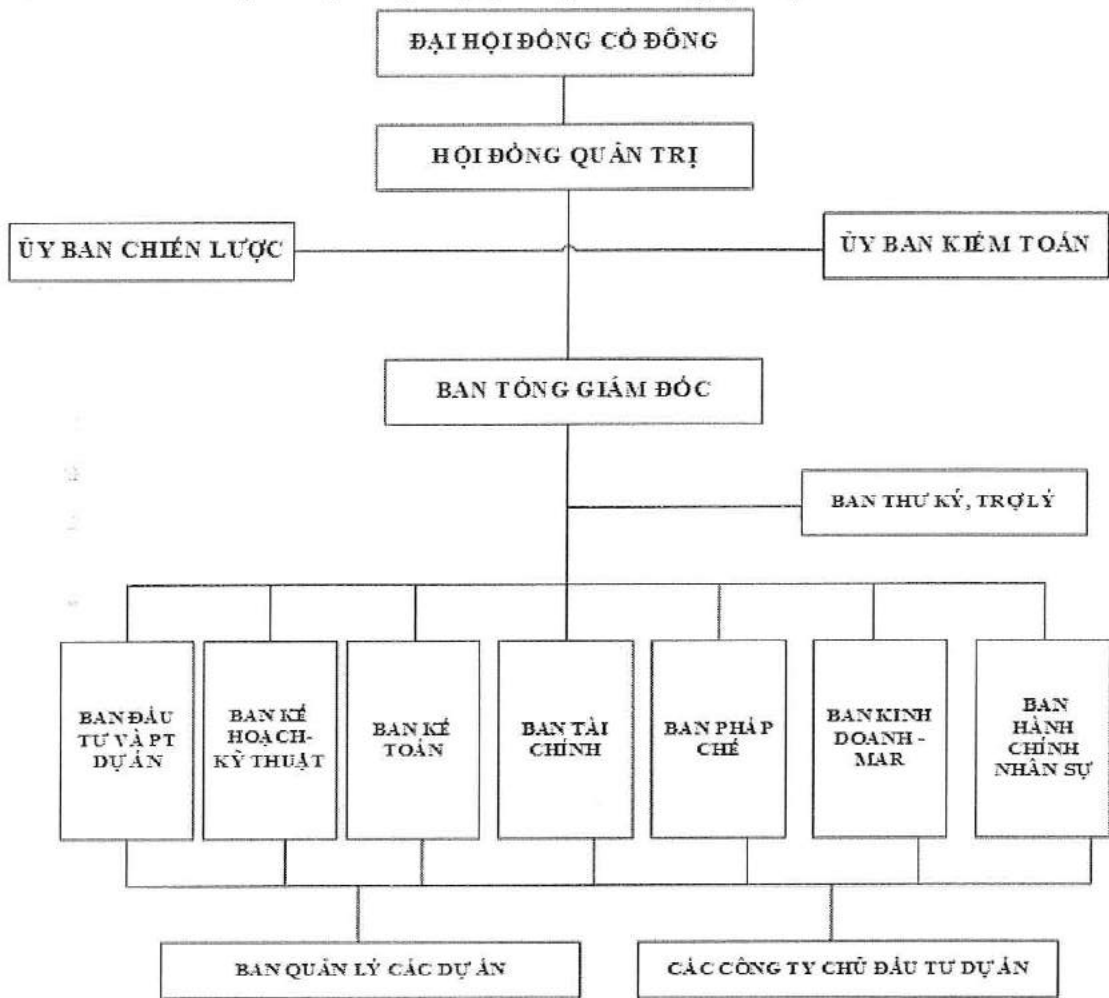 ĐẠI HỘI ĐỒNG CỔ ĐÔNG
HỘI ĐỒNG QUẢN TRỊ
ỦY BAN CHIẾN LƯỢC
ỦY BAN KIỂM TOÁN
BAN TỔNG GIÁM ĐỐC
BAN THƯ KÝ, TRỢ LÝ
BAN ĐẦU
TƯ VÀ PT
DỰ ÁN
BAN KẾ
HOẠCH-
KỸ THUẬT
BAN KẾ
TOÁN
BAN TÀI
CHÍNH
BAN PHÁP
CHẾ
BAN KINH
DOANH -
MAR
BAN
HÀNH
CHÍNH
NHÂN SỰ
BAN QUẢN LÝ CÁC DỰ ÁN
CÁC CÔNG TY CHỦ ĐẦU TƯ DỰ ÁN